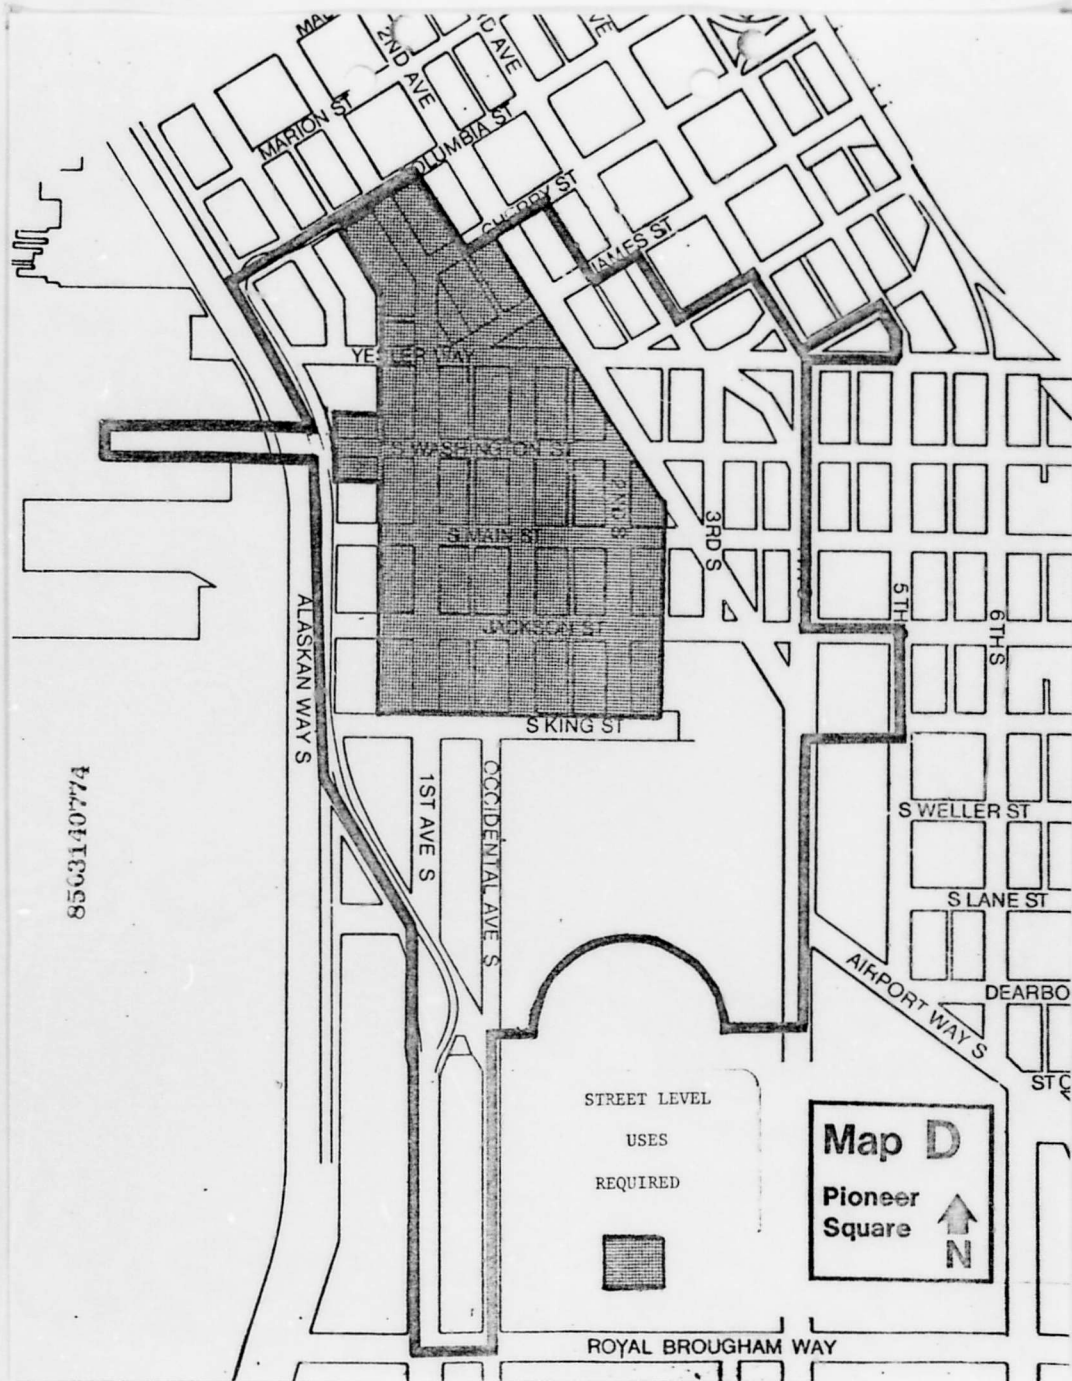 2ND AVE
MARION ST
COLUMBIA ST
CHERRY ST
JAMES ST
YESLER WAY
S WASHINGTON ST
2ND S
S MAIN ST
3RD S
5TH
6TH S
JACKSON ST
ALASKAN WAY S
S KING ST
1ST AVE S
OCCIDENTAL AVE S
S WELLER ST
S LANE ST
AIRPORT WAY S
DEARBO
8503140774
STREET LEVEL
USES
REQUIRED
Map D
Pioneer
Square
N
ROYAL BROUGHAM WAY